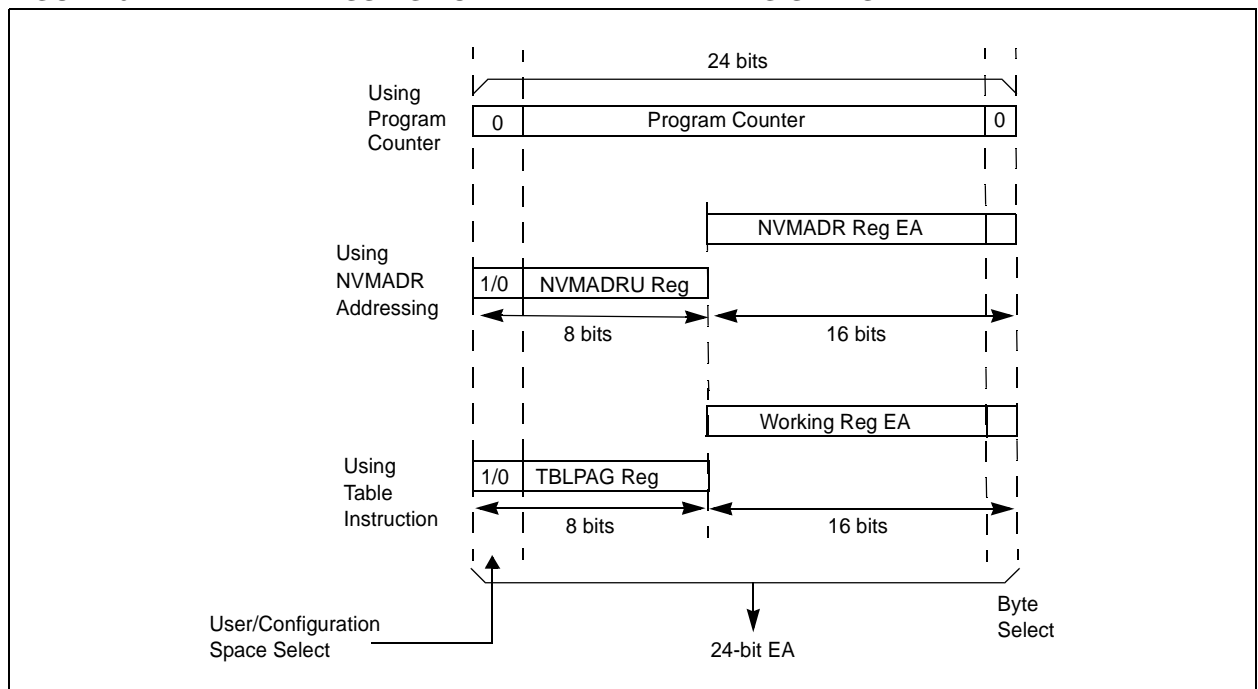 24 bits
Using
Program
Counter
0
Program Counter
0
NVMADR Reg EA
Using
NVMADR
Addressing
1/0
NVMADRU Reg
8 bits
16 bits
Working Reg EA
Using
Table
Instruction
1/0
TBLPAG Reg
8 bits
16 bits
User/Configuration
Space Select
24-bit EA
Byte
Select